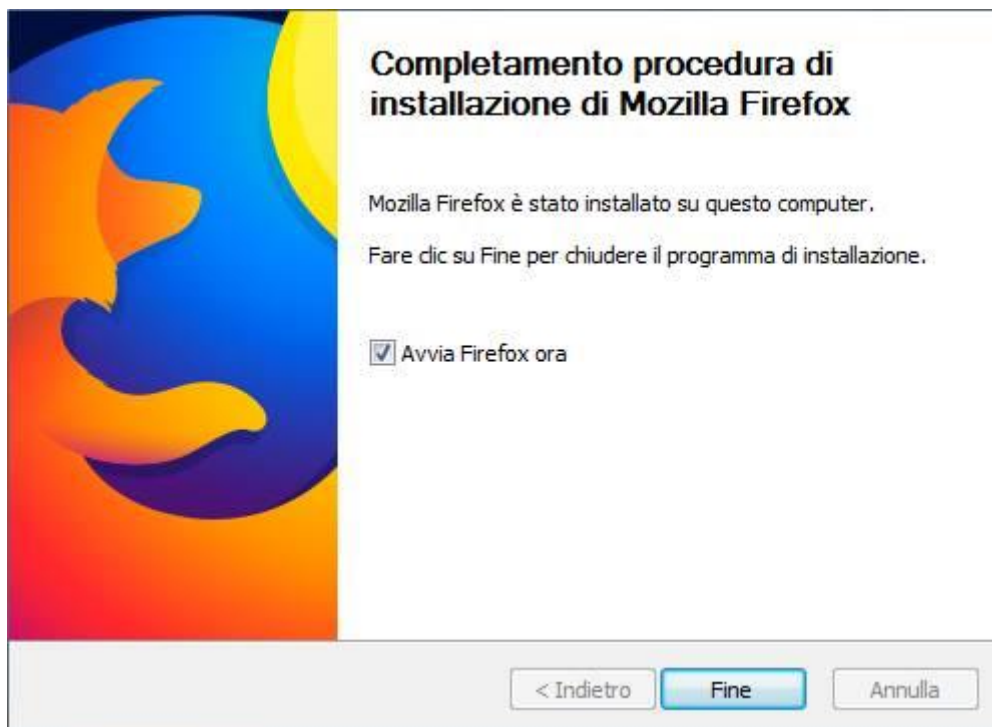 Completamento procedura di
installazione di Mozilla Firefox
Mozilla Firefox è stato installato su questo computer.
Fare clic su Fine per chiudere il programma di installazione.
Avvia Firefox ora
< Indietro
Fine
Annulla